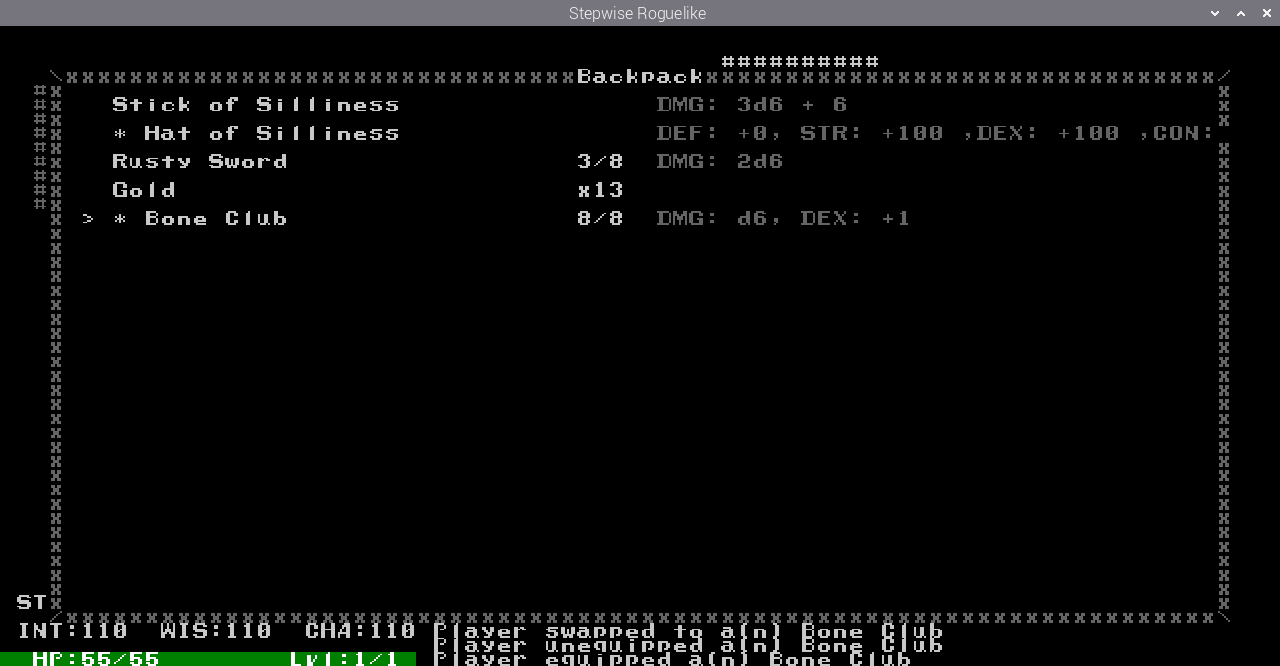 Stepwise Roguelike
##########
Backpack
Stick of Silliness DMG: 3d6 + 6
* Hat of Silliness DEF: +0, STR: +100 ,DEX: +100 ,CON:
Rusty Sword 3/8 DMG: 2d6
Gold x13
> * Bone Club 8/8 DMG: d6, DEX: +1
ST
INT:110 WIS:110 CHA:110 Player swapped to a(n) Bone Club
Player unequipped a(n) Bone Club
HP:55/55 Lvl:1/1 Player equipped a(n) Bone Club